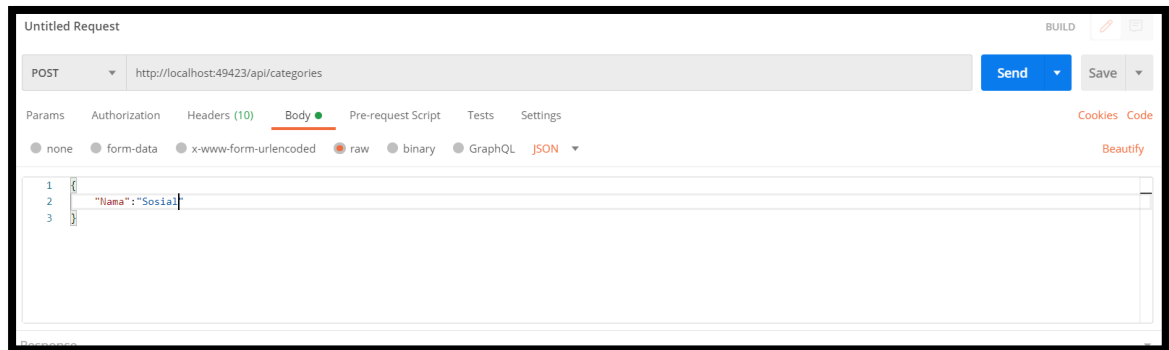 Untitled Request
BUILD
POST
http://localhost:49423/api/categories
Send
Save
Params Authorization Headers (10) Body Pre-request Script Tests Settings
Cookies Code
none form-data x-www-form-urlencoded raw binary GraphQL JSON
Beautify
1 {
2 "Nama":"Sosial"
3 }
Response